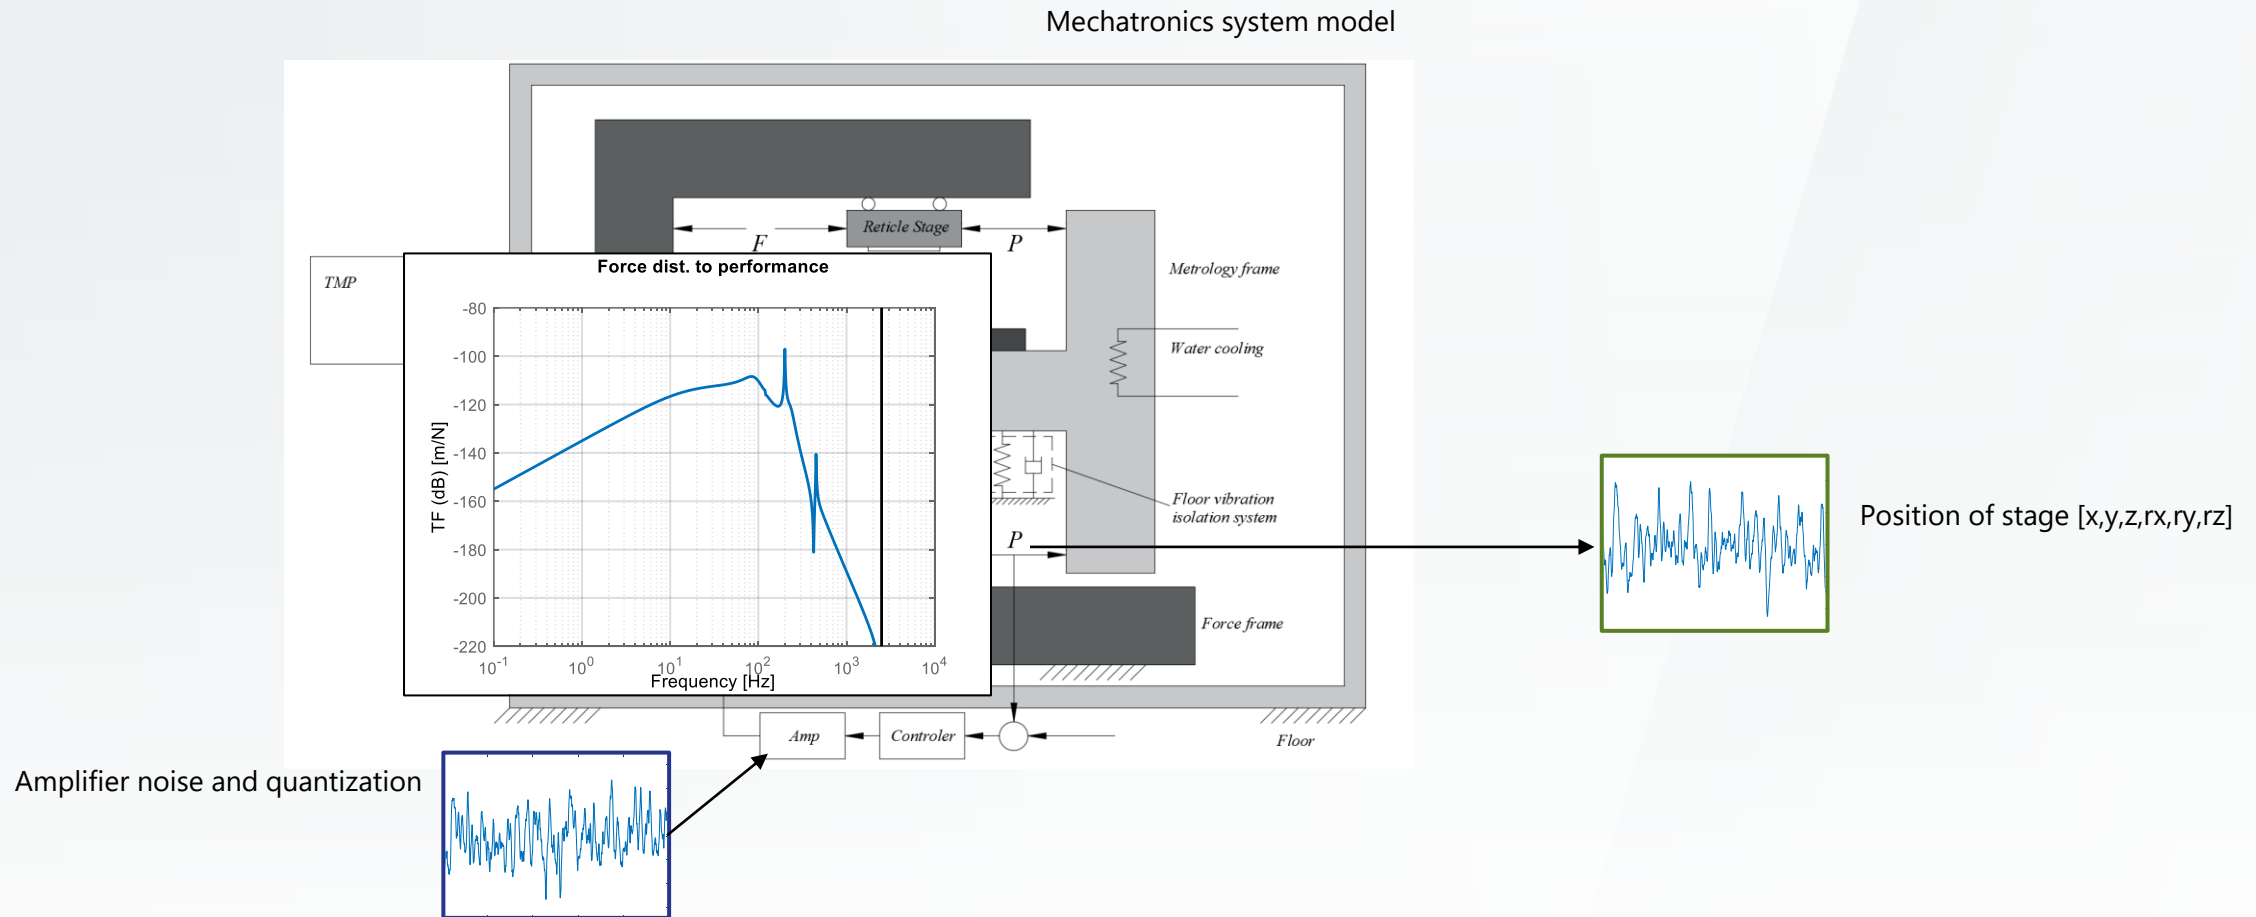 Mechatronics system model
Reticle Stage
F
P
TMP
Metrology frame
Water cooling
Floor vibration
isolation system
Force dist. to performance
TF (dB) [m/N]
-80
-100
-120
-140
-160
-180
-200
-220
10⁻¹
10⁰
10¹
10²
10³
10⁴
Frequency [Hz]
P
Position of stage [x,y,z,rx,ry,rz]
Force frame
Amp
Controler
Floor
Amplifier noise and quantization